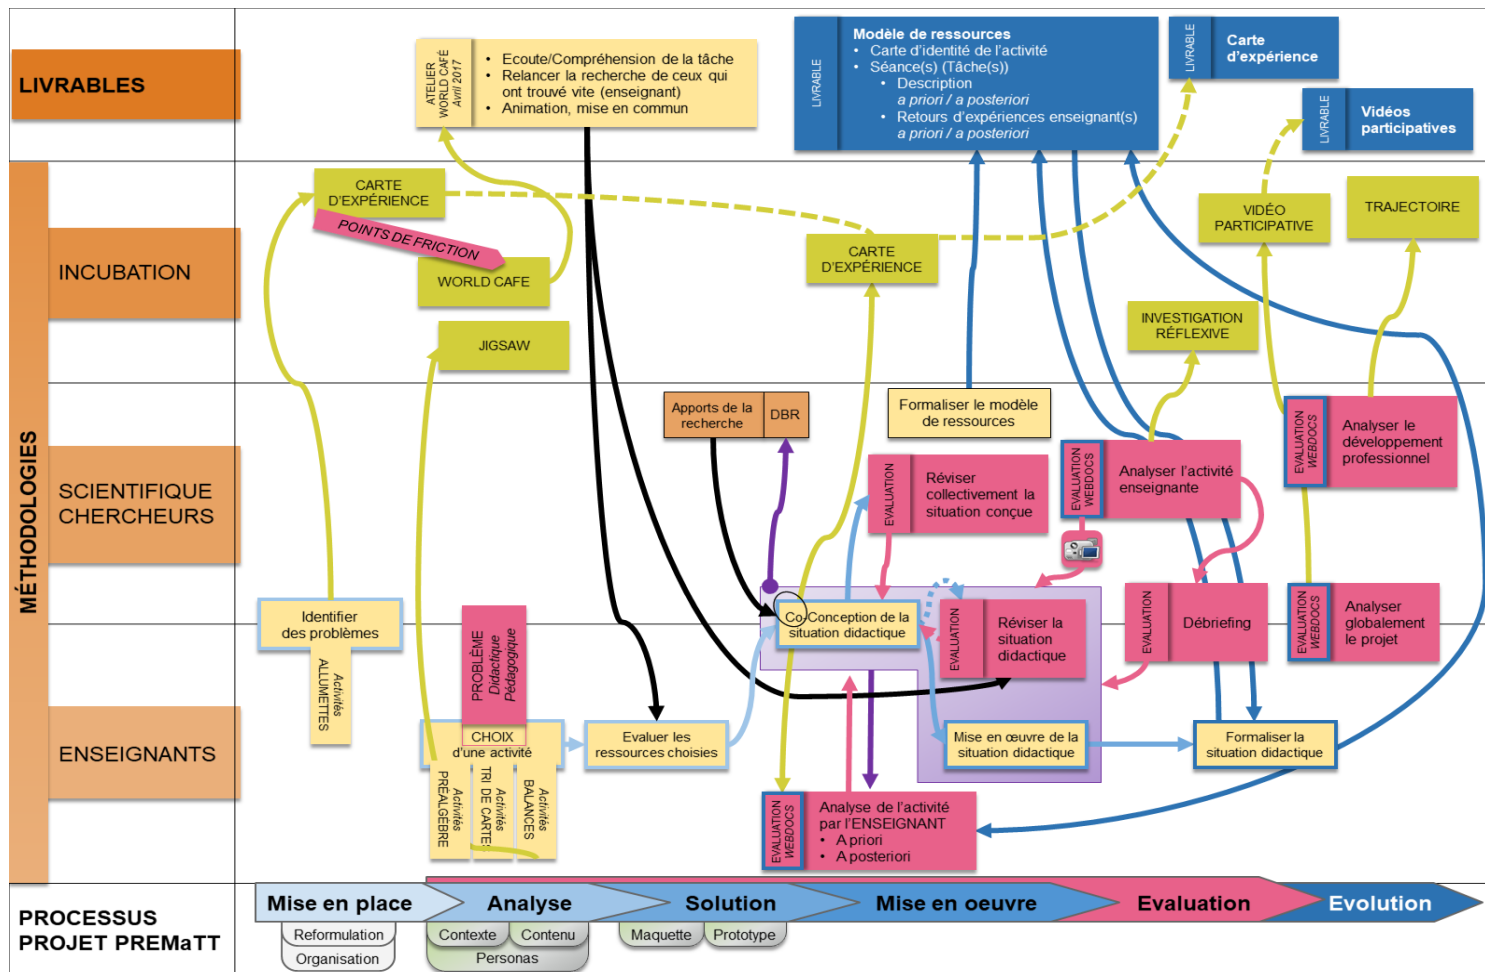 LIVRABLES
ATELIER
WORLD CAFÉ
Avril 2017
• Ecoute/Compréhension de la tâche
• Relancer la recherche de ceux qui
ont trouvé vite (enseignant)
• Animation, mise en commun
LIVRABLE
Modèle de ressources
• Carte d'identité de l'activité
• Séance(s) (Tâche(s))
• Description
a priori / a posteriori
• Retours d'expériences enseignant(s)
a priori / a posteriori
LIVRABLE
Carte
d'expérience
LIVRABLE
Vidéos
participatives
MÉTHODOLOGIES
INCUBATION
CARTE
D'EXPÉRIENCE
POINTS DE FRICTION
WORLD CAFE
JIGSAW
CARTE
D'EXPÉRIENCE
VIDÉO
PARTICIPATIVE
TRAJECTOIRE
INVESTIGATION
RÉFLEXIVE
SCIENTIFIQUE
CHERCHEURS
Apports de la
recherche
DBR
Formaliser le modèle
de ressources
EVALUATION
Réviser
collectivement la
situation conçue
EVALUATION
WEBDOCS
Analyser l'activité
enseignante
EVALUATION
WEBDOCS
Analyser le
développement
professionnel
Identifier
des problèmes
Activités
ALLUMETTES
PROBLÈME
Didactique
Pédagogique
Co-Conception de la
situation didactique
EVALUATION
Réviser la
situation
didactique
EVALUATION
Débriefing
EVALUATION
WEBDOCS
Analyser
globalement
le projet
ENSEIGNANTS
CHOIX
d'une activité
Activités
PRÉALGÈBRE
Activités
TRI DE CARTES
Activités
BALANCES
Evaluer les
ressources choisies
Mise en œuvre de la
situation didactique
Formaliser la
situation didactique
EVALUATION
WEBDOCS
Analyse de l'activité
par l'ENSEIGNANT
• A priori
• A posteriori
PROCESSUS
PROJET PREMaTT
Mise en place
Analyse
Solution
Mise en oeuvre
Evaluation
Evolution
Reformulation
Organisation
Contexte
Contenu
Personas
Maquette
Prototype